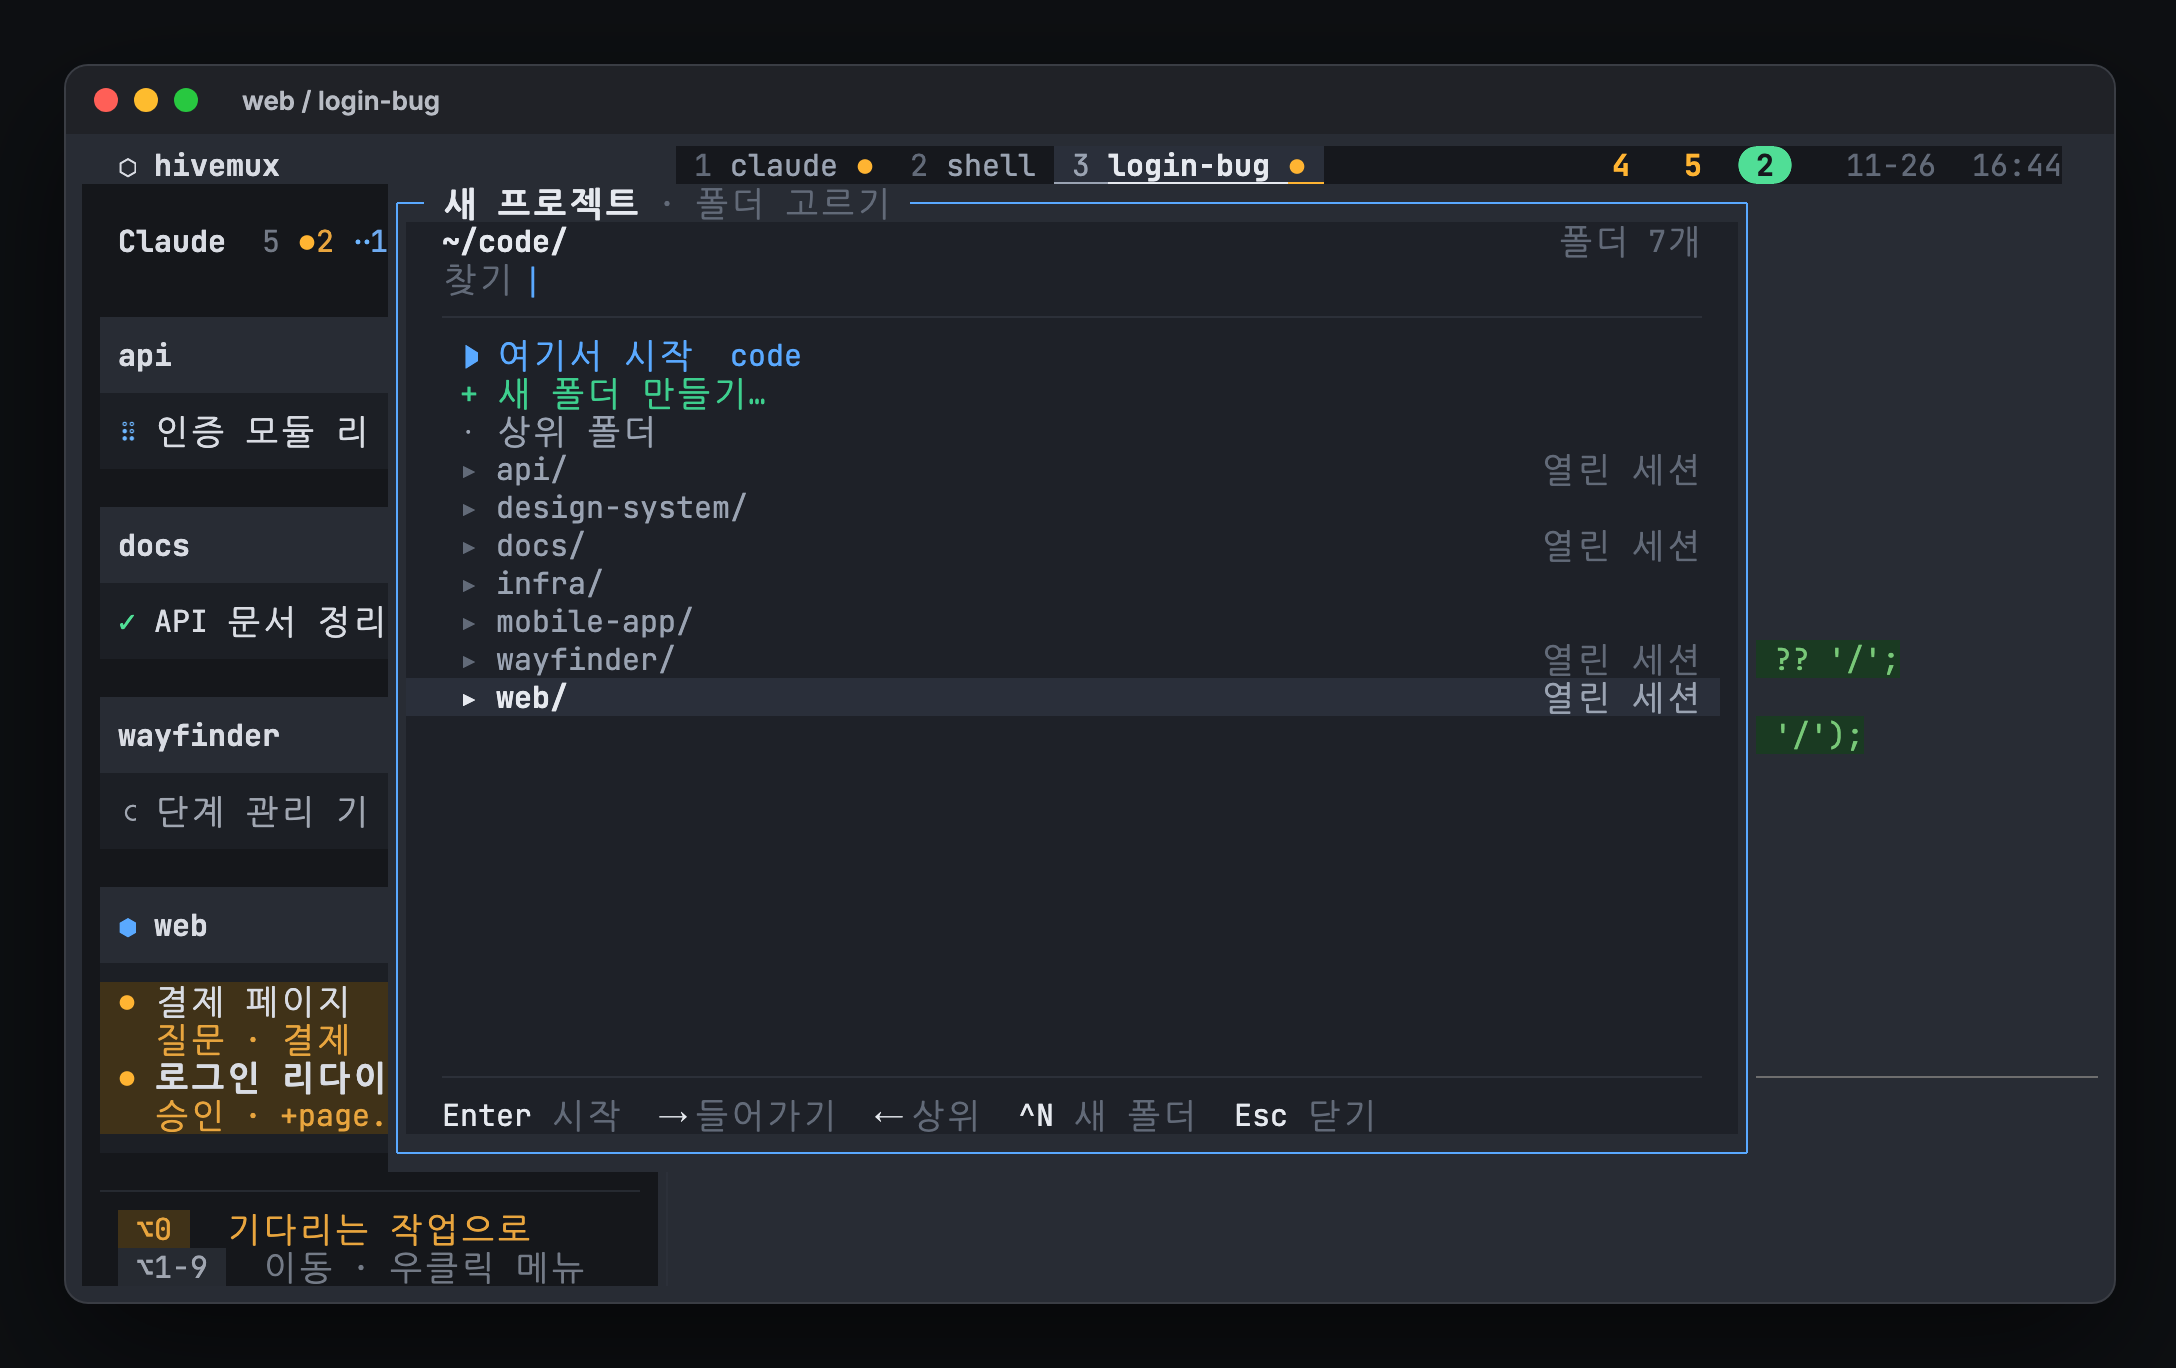 web / login-bug
hivemux
1 claude ● 2 shell 3 login-bug ● 4 5 2 11-26 16:44
Claude 5 ●2 ··1
api
인증 모듈 리
docs
✓ API 문서 정리
wayfinder
단계 관리 기
web
● 결제 페이지
질문 · 결제
● 로그인 리다이
승인 · +page.
⌥0 기다리는 작업으로
⌥1-9 이동 · 우클릭 메뉴
새 프로젝트 · 폴더 고르기
~/code/ 폴더 7개
찾기
여기서 시작 code
+ 새 폴더 만들기…
· 상위 폴더
▸ api/ 열린 세션
▸ design-system/
▸ docs/ 열린 세션
▸ infra/
▸ mobile-app/
▸ wayfinder/ 열린 세션
▸ web/ 열린 세션
Enter 시작 →들어가기 ←상위 ^N 새 폴더 Esc 닫기
?? '/';
'/');